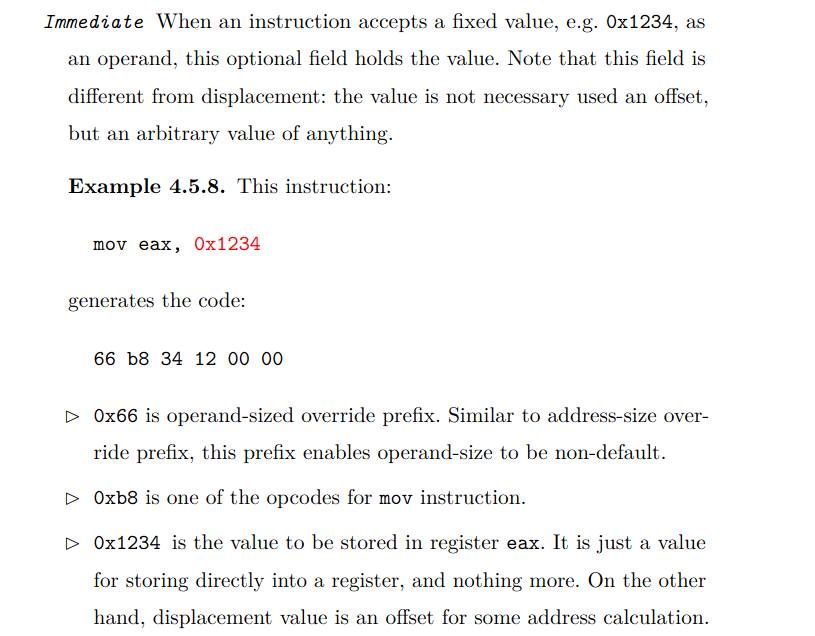 Immediate When an instruction accepts a fixed value, e.g. 0x1234, as
an operand, this optional field holds the value. Note that this field is
different from displacement: the value is not necessary used an offset,
but an arbitrary value of anything.
Example 4.5.8. This instruction:
mov eax, 0x1234
generates the code:
66 b8 34 12 00 00
▷ 0x66 is operand-sized override prefix. Similar to address-size over-
ride prefix, this prefix enables operand-size to be non-default.
▷ 0xb8 is one of the opcodes for mov instruction.
▷ 0x1234 is the value to be stored in register eax. It is just a value
for storing directly into a register, and nothing more. On the other
hand, displacement value is an offset for some address calculation.